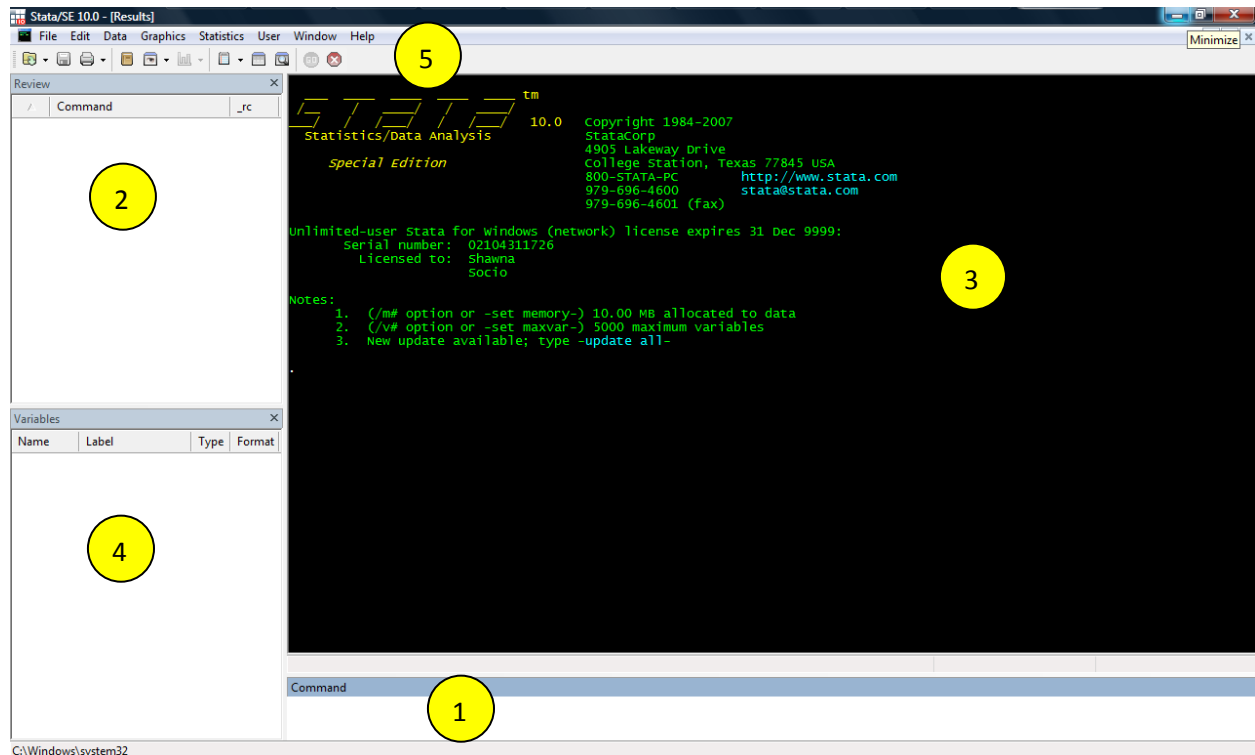 Stata/SE 10.0 - [Results]
File Edit Data Graphics Statistics User Window Help
Minimize
5
Review
Command _rc
2
STATA tm
10.0 Copyright 1984-2007
Statistics/Data Analysis StataCorp
4905 Lakeway Drive
Special Edition College Station, Texas 77845 USA
800-STATA-PC http://www.stata.com
979-696-4600 stata@stata.com
979-696-4601 (fax)
Unlimited-user Stata for Windows (network) license expires 31 Dec 9999:
Serial number: 02104311726
Licensed to: Shawna
Socio
3
Notes:
1. (/m# option or -set memory-) 10.00 MB allocated to data
2. (/v# option or -set maxvar-) 5000 maximum variables
3. New update available; type -update all-
.
Variables
Name Label Type Format
4
Command
1
C:\Windows\system32